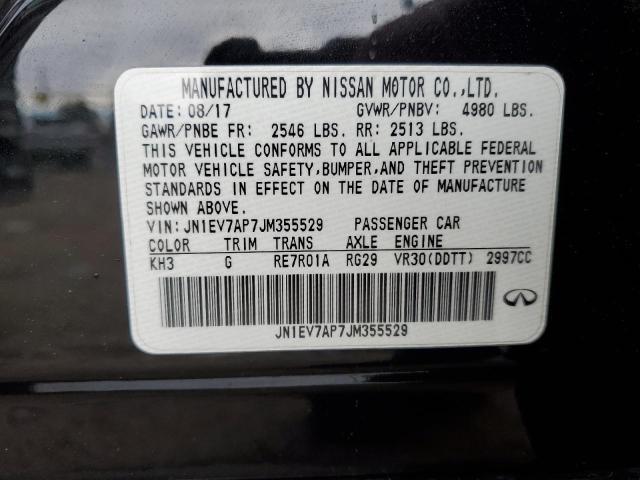 MANUFACTURED BY NISSAN MOTOR CO.,LTD.
DATE: 08/17 GVWR/PNBV: 4980 LBS.
GAWR/PNBE FR: 2546 LBS. RR: 2513 LBS.
THIS VEHICLE CONFORMS TO ALL APPLICABLE FEDERAL
MOTOR VEHICLE SAFETY,BUMPER,AND THEFT PREVENTION
STANDARDS IN EFFECT ON THE DATE OF MANUFACTURE
SHOWN ABOVE.
VIN: JN1EV7AP7JM355529 PASSENGER CAR
COLOR TRIM TRANS AXLE ENGINE
KH3 G RE7R01A RG29 VR30(DDTT) 2997CC
JN1EV7AP7JM355529